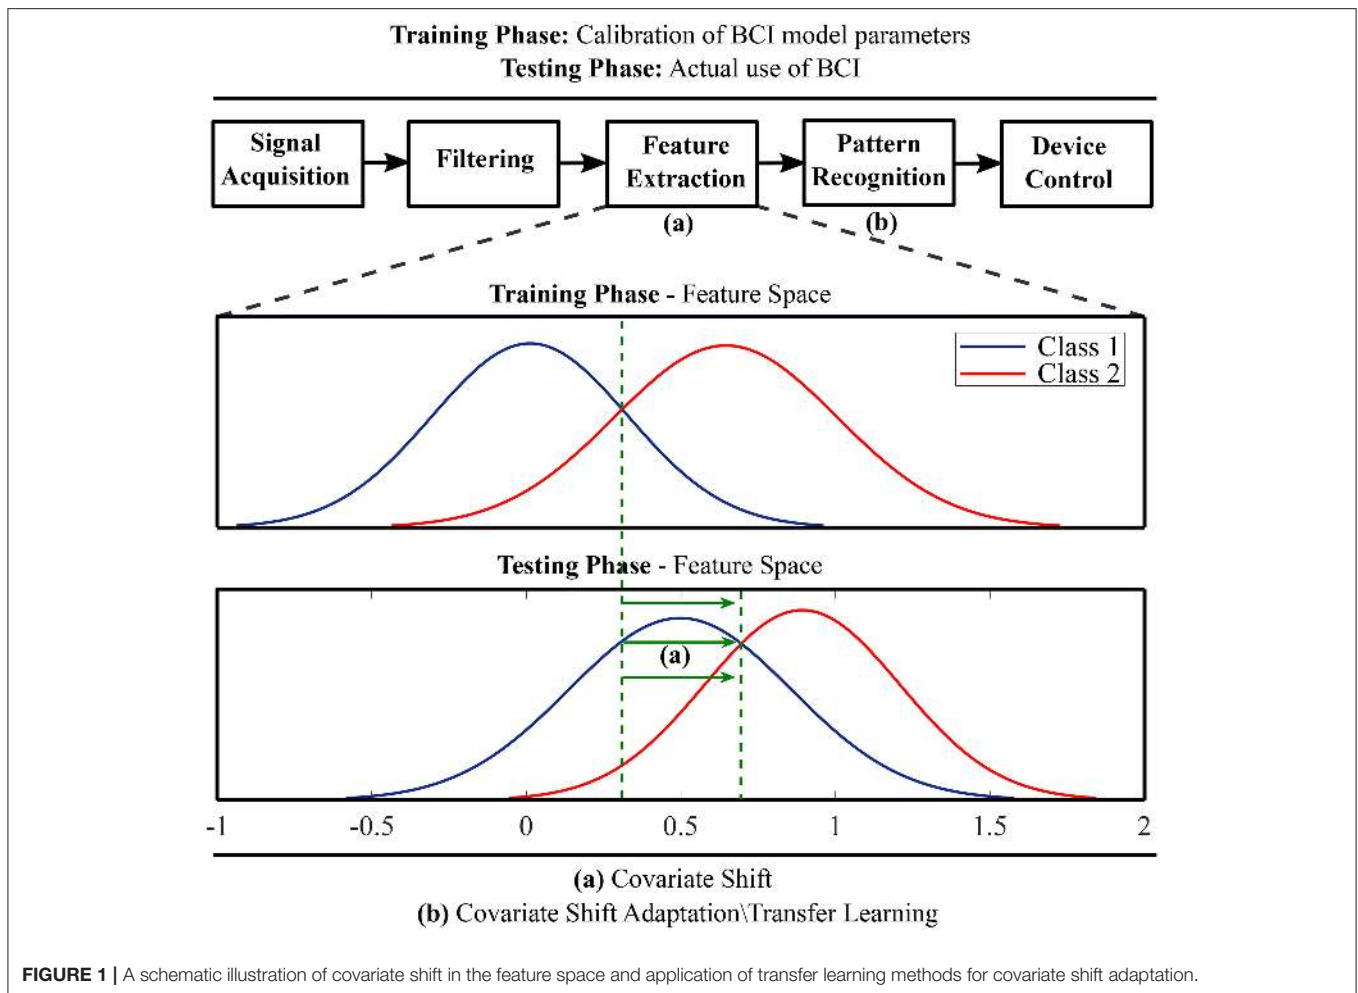 Training Phase: Calibration of BCI model parameters
Testing Phase: Actual use of BCI
Signal
Acquisition
Filtering
Feature
Extraction
Pattern
Recognition
Device
Control
(a)
(b)
Training Phase - Feature Space
Class 1
Class 2
Testing Phase - Feature Space
(a)
-1 -0.5 0 0.5 1 1.5 2
(a) Covariate Shift
(b) Covariate Shift Adaptation\Transfer Learning
FIGURE 1 | A schematic illustration of covariate shift in the feature space and application of transfer learning methods for covariate shift adaptation.